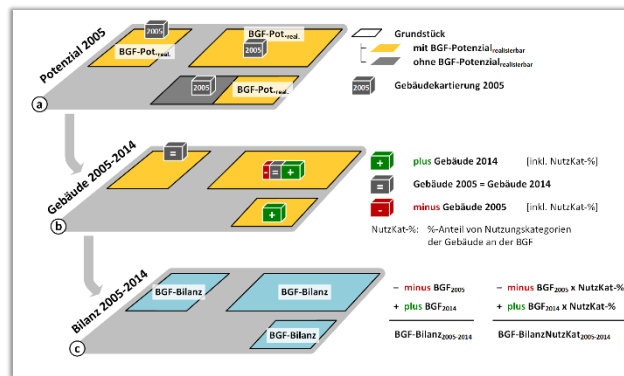 Potenzial 2005
2005
BGF-Pot.real.
BGF-Pot.real.
2005
2005
BGF-Pot.real.
a
Grundstück
mit BGF-Potenzialrealisierbar
ohne BGF-Potenzialrealisierbar
2005 Gebäudekartierung 2005
Gebäude 2005-2014
=
- = +
+
b
+ plus Gebäude 2014 [inkl. NutzKat-%]
= Gebäude 2005 = Gebäude 2014
- minus Gebäude 2005 [inkl. NutzKat-%]
NutzKat-%: %-Anteil von Nutzungskategorien
der Gebäude an der BGF
Bilanz 2005-2014
BGF-Bilanz
BGF-Bilanz
BGF-Bilanz
c
– minus BGF2005 – minus BGF2005 x NutzKat-%
+ plus BGF2014 + plus BGF2014 x NutzKat-%
BGF-Bilanz2005-2014 BGF-BilanzNutzKat2005-2014